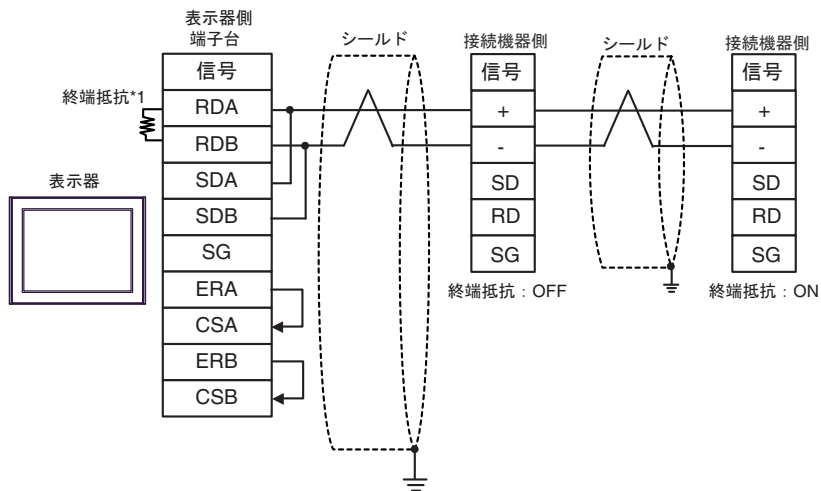 表示器側
端子台
シールド
接続機器側
シールド
接続機器側
信号
信号
信号
終端抵抗*1
RDA
+
+
RDB
-
-
表示器
SDA
SD
SD
SDB
RD
RD
SG
SG
SG
ERA
終端抵抗：OFF
終端抵抗：ON
CSA
ERB
CSB